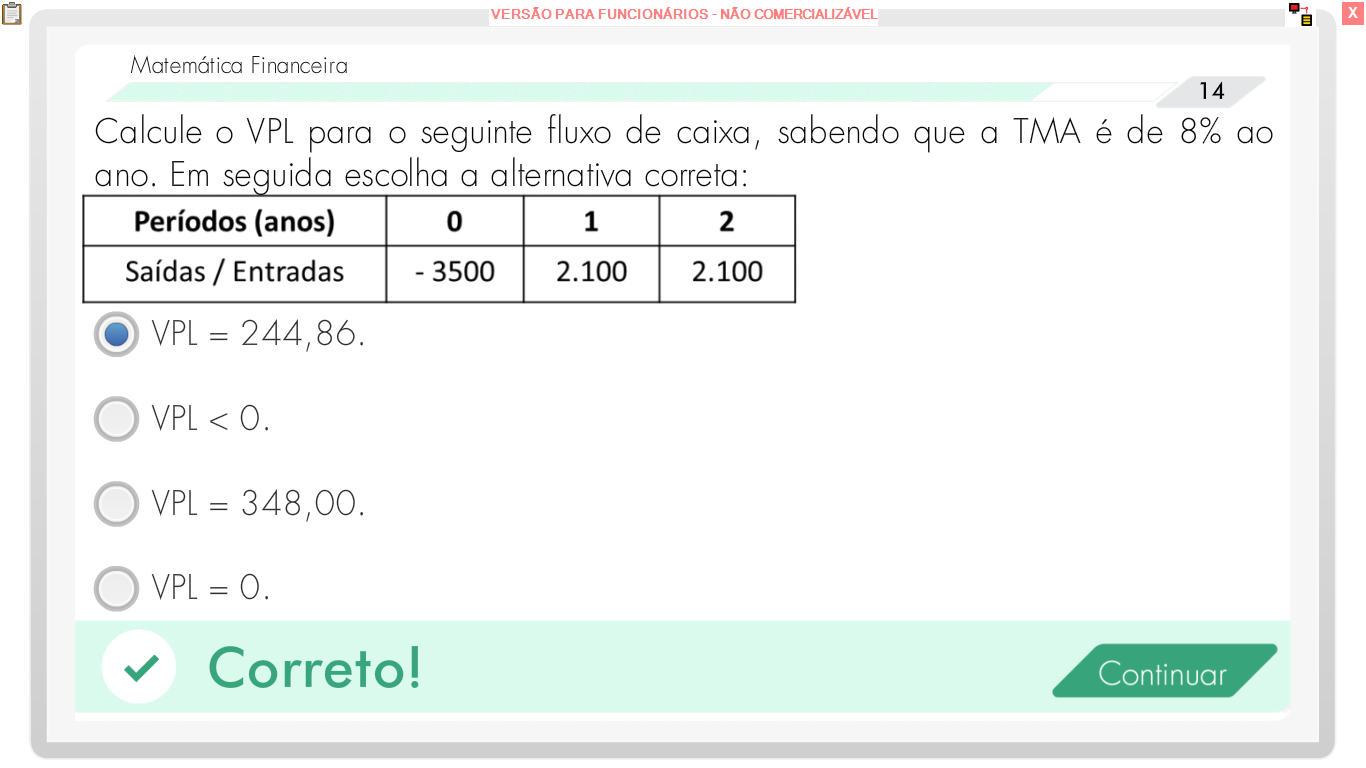 VERSÃO PARA FUNCIONÁRIOS - NÃO COMERCIALIZÁVEL
X
Matemática Financeira
14
Calcule o VPL para o seguinte fluxo de caixa, sabendo que a TMA é de 8% ao
ano. Em seguida escolha a alternativa correta:
Períodos (anos) 0 1 2
Saídas / Entradas - 3500 2.100 2.100
VPL = 244,86.
VPL < 0.
VPL = 348,00.
VPL = 0.
Correto!
Continuar